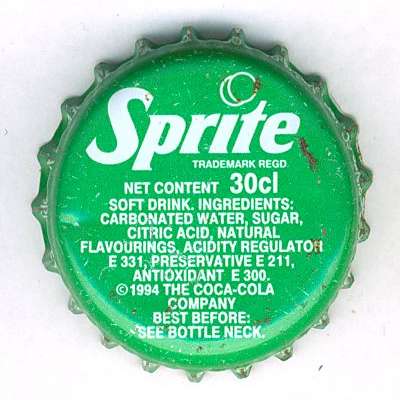 Sprite
TRADEMARK REGD.
NET CONTENT 30cl
SOFT DRINK. INGREDIENTS:
CARBONATED WATER, SUGAR,
CITRIC ACID, NATURAL
FLAVOURINGS, ACIDITY REGULATOR
E 331, PRESERVATIVE E 211,
ANTIOXIDANT E 300.
©1994 THE COCA-COLA
COMPANY
BEST BEFORE:
SEE BOTTLE NECK.